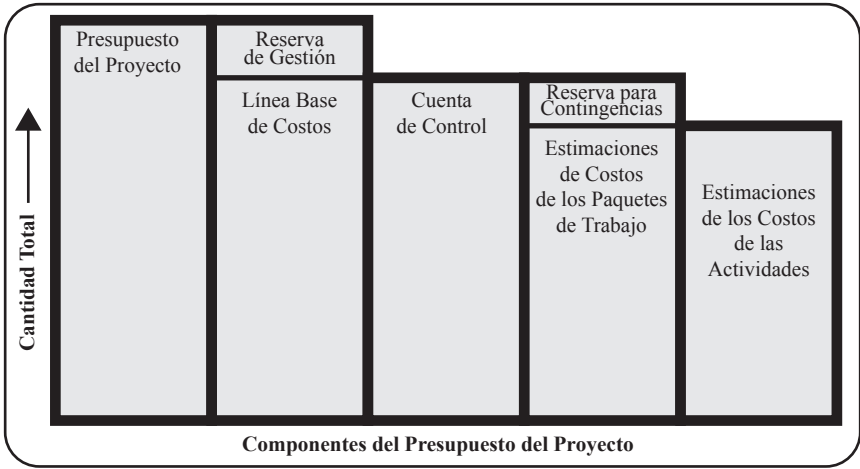 Presupuesto
del Proyecto
Reserva
de Gestión
Línea Base
de Costos
Cuenta
de Control
Reserva para
Contingencias
Estimaciones
de Costos
de los Paquetes
de Trabajo
Estimaciones
de los Costos
de las
Actividades
Cantidad Total
Componentes del Presupuesto del Proyecto